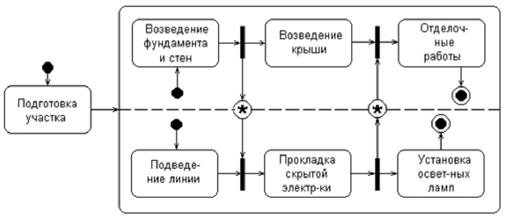 Подготовка
участка
Возведение
фундамента
и стен
Возведение
крыши
Отделоч-
ные
работы
Подведе-
ние линии
Прокладка
скрытой
электр-ки
Установка
освет-ных
ламп